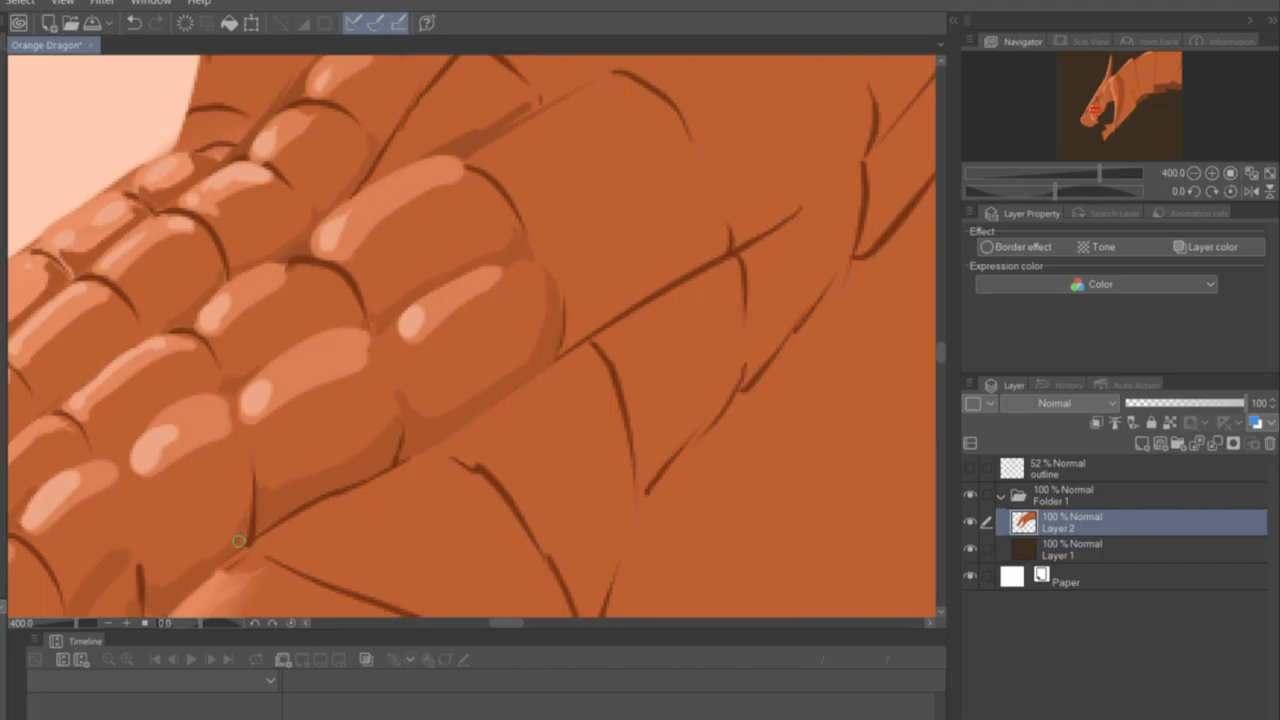 Select View Filter Window Help
Orange Dragon*
Navigator Sub View Item bank Information
400.0
0.0
Layer Property Search Layer Animation cels
Effect
Border effect Tone Layer color
Expression color
Color
Layer History Auto Action
Normal 100
52 % Normal
outline
100 % Normal
Folder 1
100 % Normal
Layer 2
100 % Normal
Layer 1
Paper
400.0 0.0
Timeline
/ /